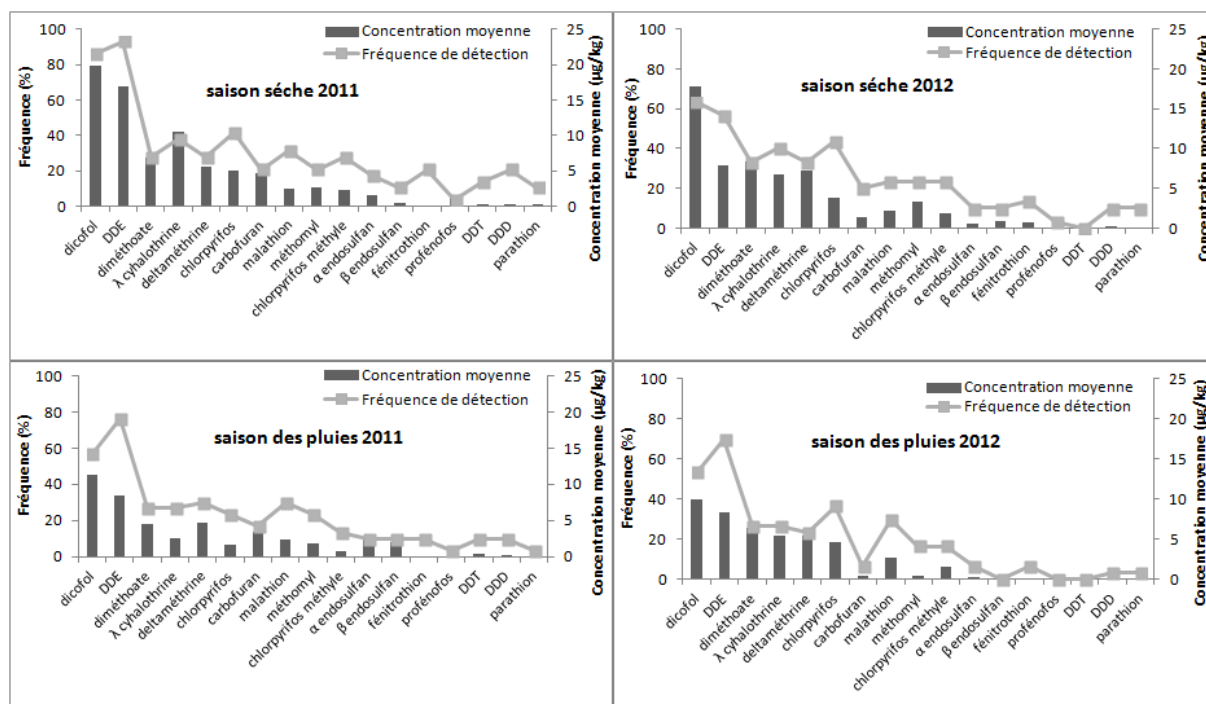 Concentration moyenne
Fréquence de détection
saison séche 2011
Fréquence (%)
100
80
60
40
20
0
25
20
15
10
5
0
Concentration moyenne (µg/kg)
dicofol
DDE
diméthoate
λ cyhalothrine
deltaméthrine
chlorpyrifos
carbofuran
malathion
méthomyl
chlorpyrifos méthyle
α endosulfan
β endosulfan
fénitrothion
profénofos
DDT
DDD
parathion
Concentration moyenne
Fréquence de détection
saison séche 2012
Fréquence (%)
100
80
60
40
20
0
25
20
15
10
5
0
Concentration moyenne (µg/kg)
dicofol
DDE
diméthoate
λ cyhalothrine
deltaméthrine
chlorpyrifos
carbofuran
malathion
méthomyl
chlorpyrifos méthyle
α endosulfan
β endosulfan
fénitrothion
profénofos
DDT
DDD
parathion
Concentration moyenne
Fréquence de détection
saison des pluies 2011
Fréquence (%)
100
80
60
40
20
0
25
20
15
10
5
0
Concentration moyenne (µg/kg)
dicofol
DDE
diméthoate
λ cyhalothrine
deltaméthrine
chlorpyrifos
carbofuran
malathion
méthomyl
chlorpyrifos méthyle
α endosulfan
β endosulfan
fénitrothion
profénofos
DDT
DDD
parathion
Concentration moyenne
Fréquence de détection
saison des pluies 2012
Fréquence (%)
100
80
60
40
20
0
25
20
15
10
5
0
Concentration moyenne (µg/kg)
dicofol
DDE
diméthoate
λ cyhalothrine
deltaméthrine
chlorpyrifos
carbofuran
malathion
méthomyl
chlorpyrifos méthyle
α endosulfan
β endosulfan
fénitrothion
profénofos
DDT
DDD
parathion